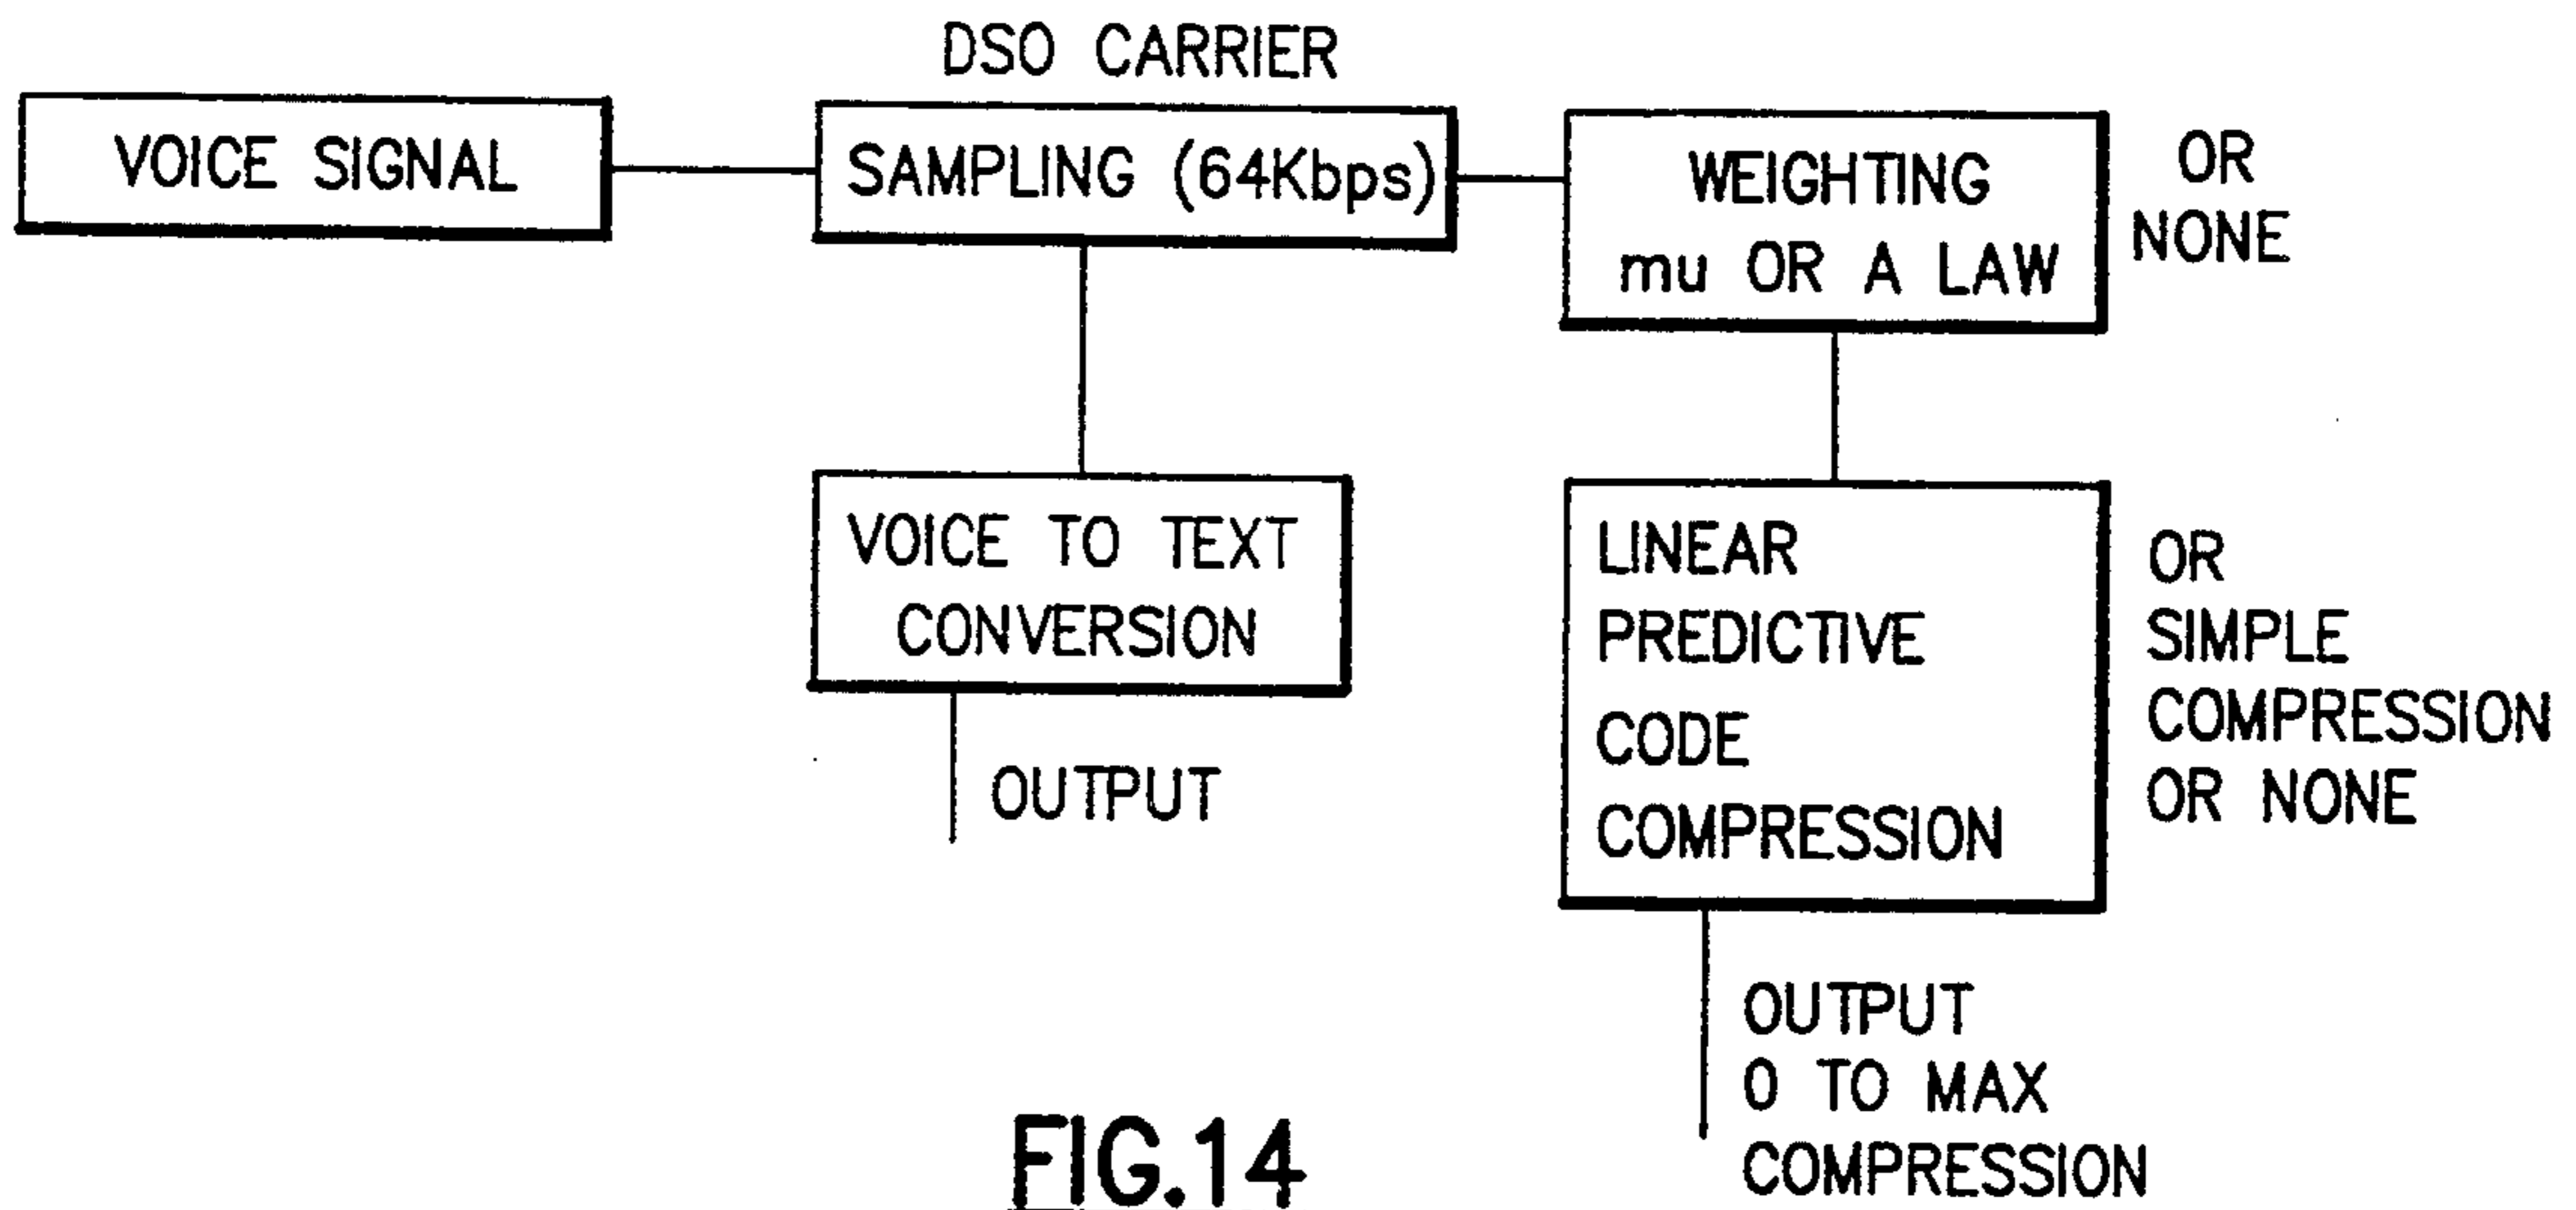 DSO CARRIER
VOICE SIGNAL
SAMPLING (64Kbps)
WEIGHTING
mu OR A LAW
OR
NONE
VOICE TO TEXT
CONVERSION
OUTPUT
LINEAR
PREDICTIVE
CODE
COMPRESSION
OR
SIMPLE
COMPRESSION
OR NONE
OUTPUT
0 TO MAX
COMPRESSION
FIG.14